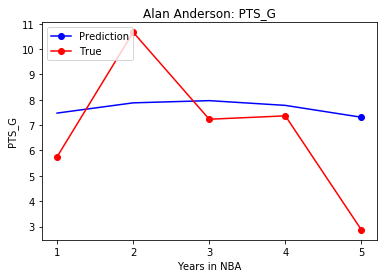 Alan Anderson: PTS_G
11
10
9
8
7
6
5
4
3
PTS_G
Prediction
True
1
2
3
4
5
Years in NBA